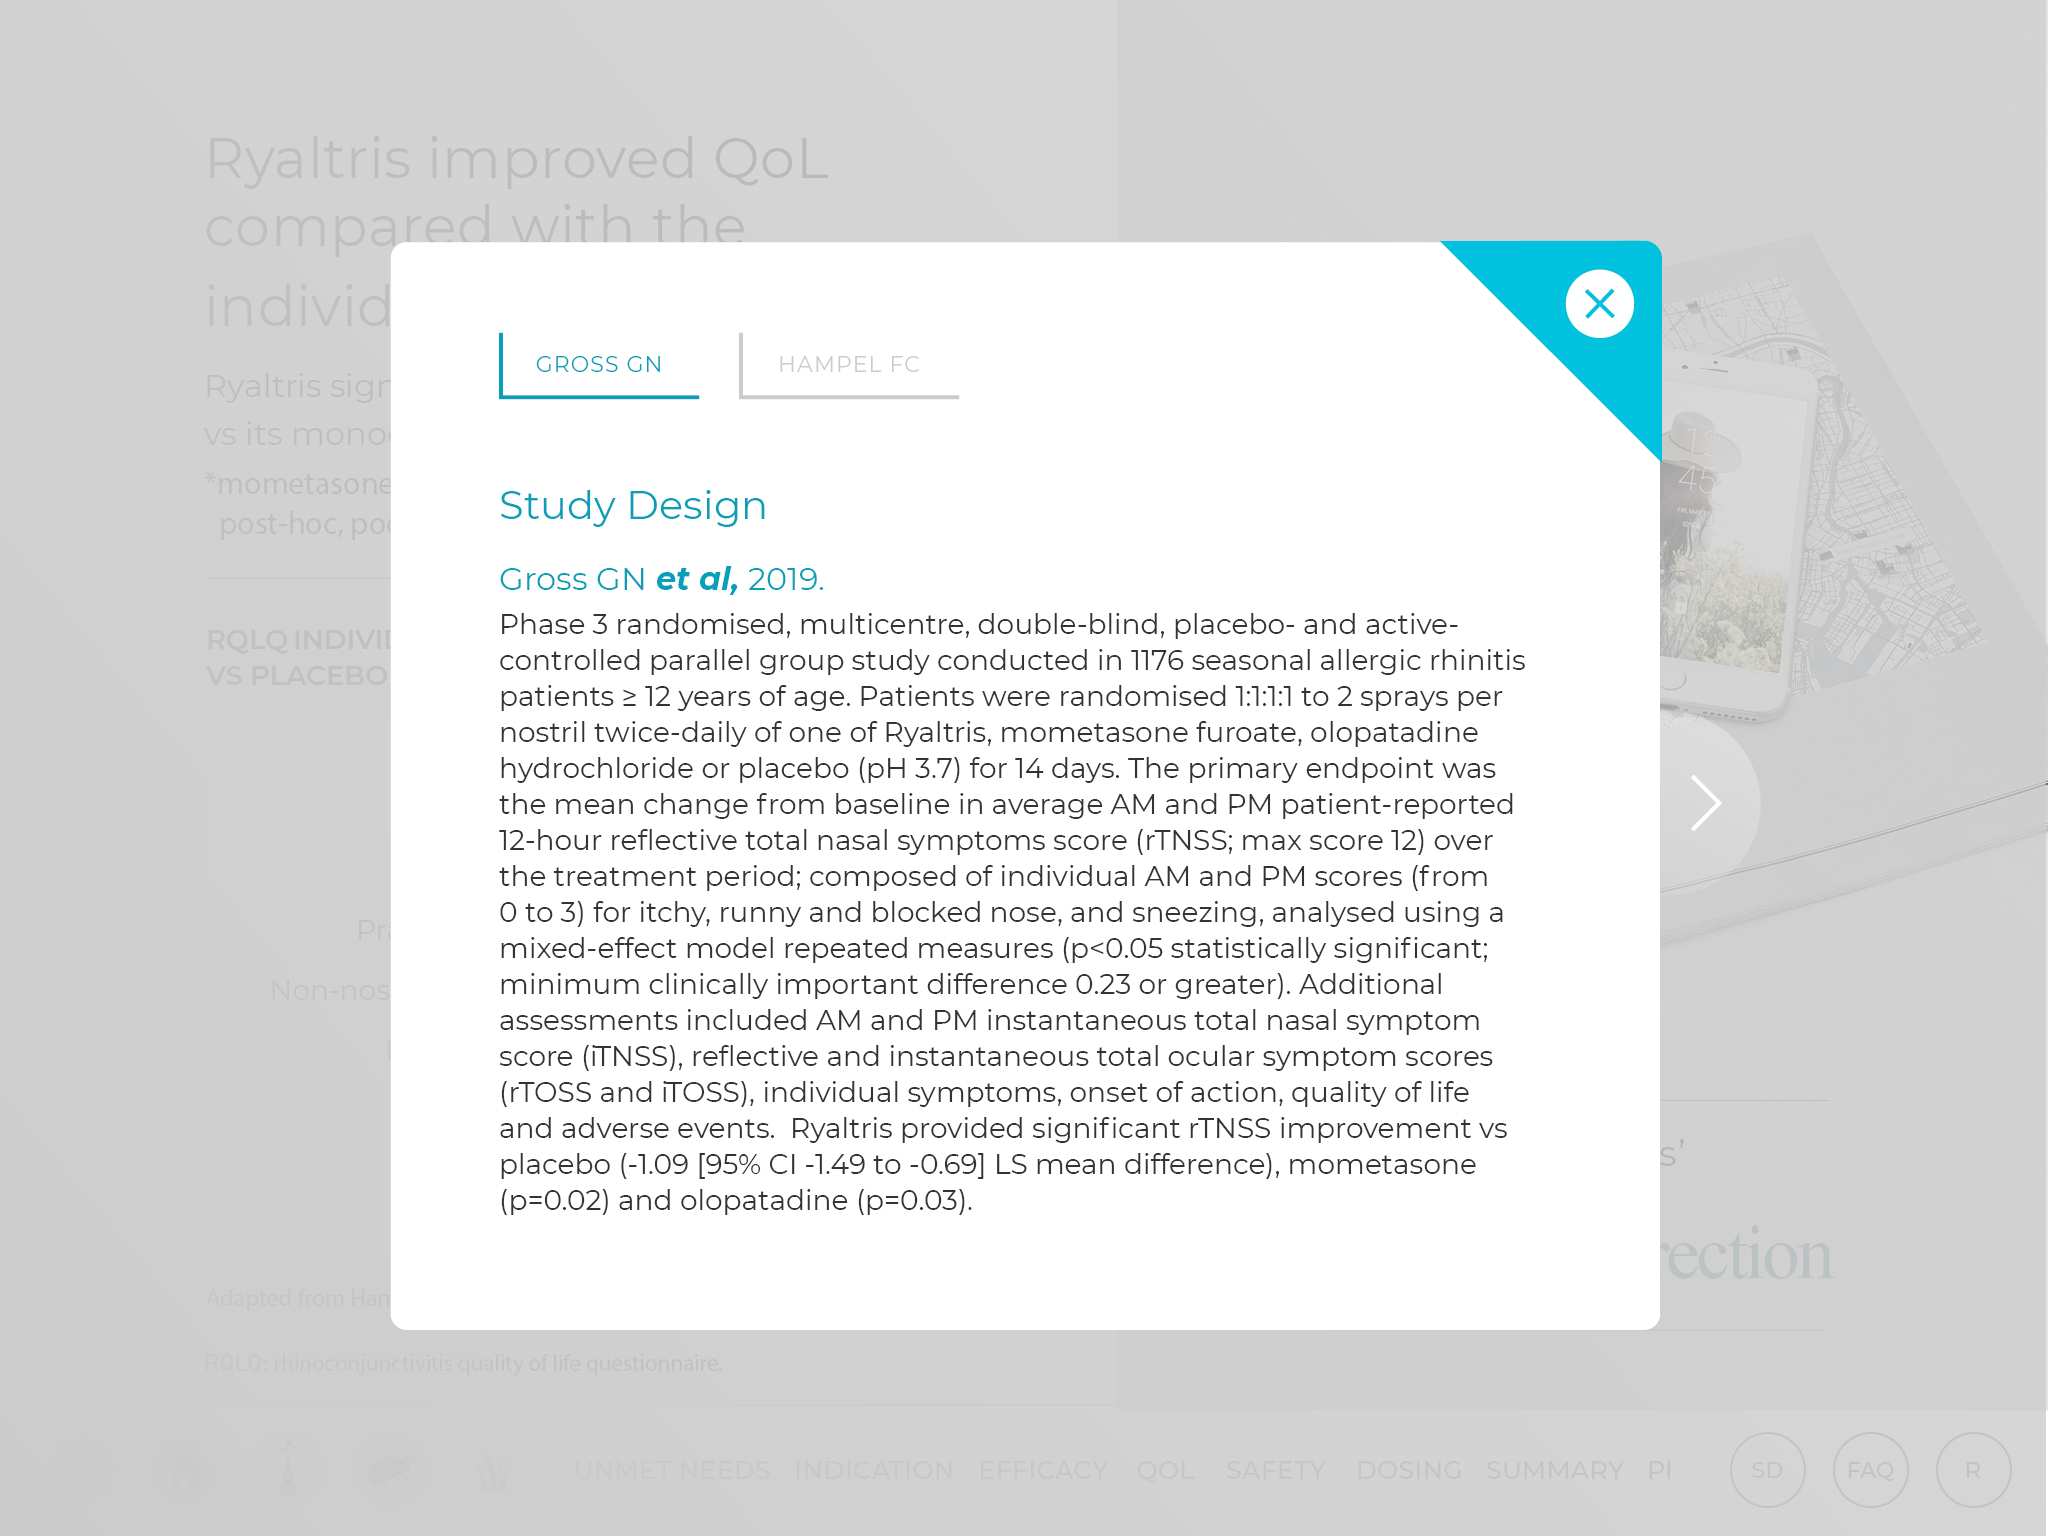 Ryaltris improved QoL
compared with the
individ
Ryaltris sign
vs its mono
*mometasone
post-hoc, poo
RQLQ INDIVID
VS PLACEBO
Pra
Non-nos
Adapted from Ham
RQLQ: rhinoconjunctivitis quality of life questionnaire.
GROSS GN
HAMPEL FC
Study Design
Gross GN et al, 2019.
Phase 3 randomised, multicentre, double-blind, placebo- and active-
controlled parallel group study conducted in 1176 seasonal allergic rhinitis
patients ≥ 12 years of age. Patients were randomised 1:1:1:1 to 2 sprays per
nostril twice-daily of one of Ryaltris, mometasone furoate, olopatadine
hydrochloride or placebo (pH 3.7) for 14 days. The primary endpoint was
the mean change from baseline in average AM and PM patient-reported
12-hour reflective total nasal symptoms score (rTNSS; max score 12) over
the treatment period; composed of individual AM and PM scores (from
0 to 3) for itchy, runny and blocked nose, and sneezing, analysed using a
mixed-effect model repeated measures (p<0.05 statistically significant;
minimum clinically important difference 0.23 or greater). Additional
assessments included AM and PM instantaneous total nasal symptom
score (iTNSS), reflective and instantaneous total ocular symptom scores
(rTOSS and iTOSS), individual symptoms, onset of action, quality of life
and adverse events.  Ryaltris provided significant rTNSS improvement vs
placebo (-1.09 [95% CI -1.49 to -0.69] LS mean difference), mometasone
(p=0.02) and olopatadine (p=0.03).
12
45
s’
rection
UNMET NEEDS INDICATION EFFICACY QOL SAFETY DOSING SUMMARY PI SD FAQ R